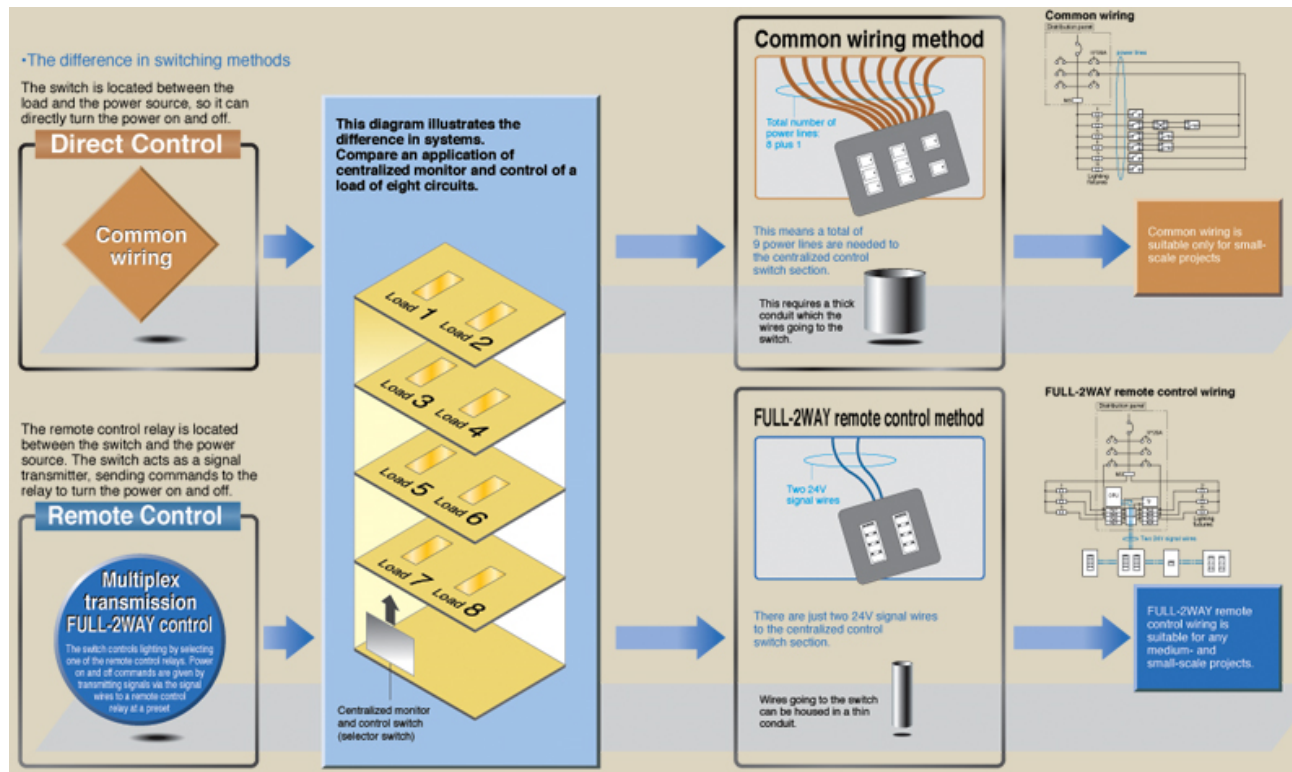 •The difference in switching methods
The switch is located between the
load and the power source, so it can
directly turn the power on and off.
Direct Control
Common
wiring
The remote control relay is located
between the switch and the power
source. The switch acts as a signal
transmitter, sending commands to the
relay to turn the power on and off.
Remote Control
Multiplex
transmission
FULL-2WAY control
The switch controls lighting by selecting
one of the remote control relays. Power
on and off commands are given by
transmitting signals via the signal
wires to a remote control
relay at a preset
This diagram illustrates the
difference in systems.
Compare an application of
centralized monitor and control of a
load of eight circuits.
Load 1
Load 2
Load 3
Load 4
Load 5
Load 6
Load 7
Load 8
Centralized monitor
and control switch
(selector switch)
Common wiring method
Total number of
power lines:
8 plus 1
This means a total of
9 power lines are needed to
the centralized control
switch section.
This requires a thick
conduit which the
wires going to the
switch.
FULL-2WAY remote control method
Two 24V
signal wires
There are just two 24V signal wires
to the centralized control
switch section.
Wires going to the switch
can be housed in a thin
conduit.
Common wiring
Distribution panel
power lines
Lighting
fixtures
Common wiring is
suitable only for small-
scale projects
FULL-2WAY remote control wiring
Distribution panel
CPU
Lighting
fixtures
Two 24V signal wires
FULL-2WAY remote
control wiring is
suitable for any
medium- and
small-scale projects.